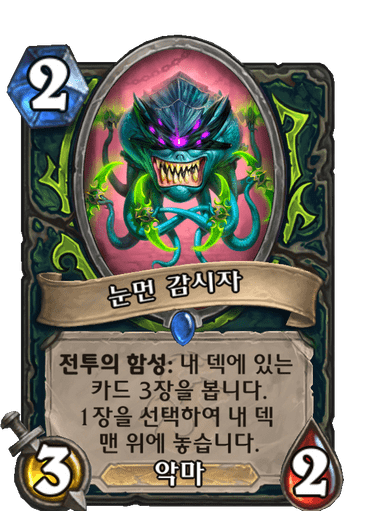 2
눈먼 감시자
전투의 함성: 내 덱에 있는
카드 3장을 봅니다.
1장을 선택하여 내 덱
맨 위에 놓습니다.
3
악마
2